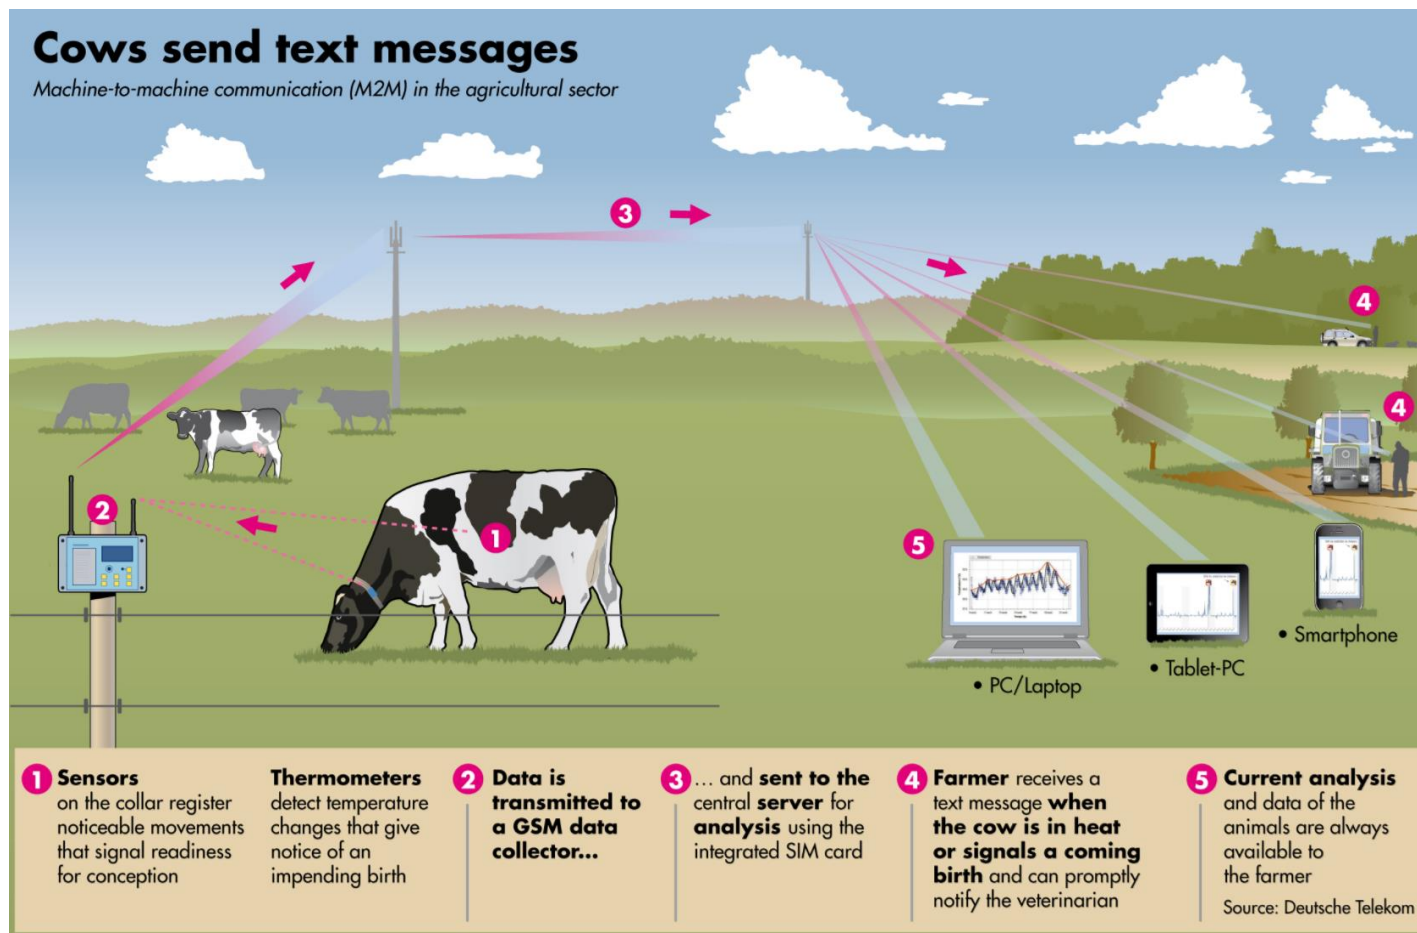 Cows send text messages
Machine-to-machine communication (M2M) in the agricultural sector
3
4
4
2
1
5
• Smartphone
• Tablet-PC
• PC/Laptop
1 Sensors
on the collar register
noticeable movements
that signal readiness
for conception
Thermometers
detect temperature
changes that give
notice of an
impending birth
2 Data is
transmitted to
a GSM data
collector...
3 ... and sent to the
central server for
analysis using the
integrated SIM card
4 Farmer receives a
text message when
the cow is in heat
or signals a coming
birth and can promptly
notify the veterinarian
5 Current analysis
and data of the
animals are always
available to
the farmer
Source: Deutsche Telekom